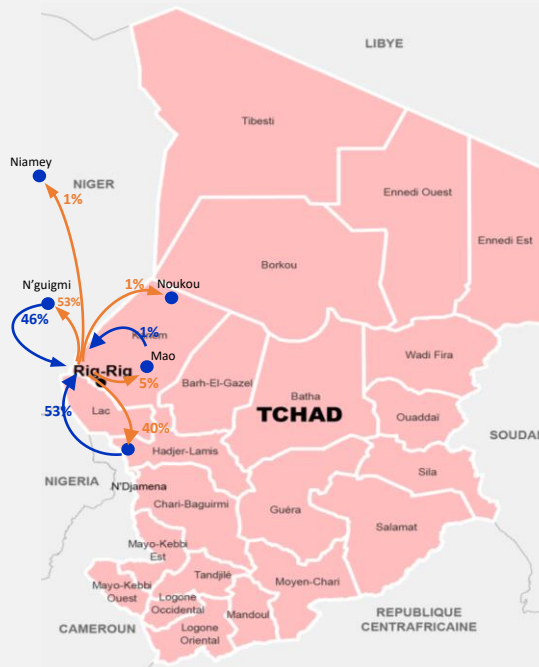 LIBYE
Tibesti
Niamey
NIGER
1%
Ennedi Ouest
Ennedi Est
Borkou
N'guigmi
53%
1%
Noukou
46%
Kanem
1%
Mao
Rig-Rig
5%
Wadi Fira
Barh-El-Gazel
Batha
TCHAD
Lac
53%
40%
Ouaddaï
SOUDAN
Hadjer-Lamis
NIGERIA
N'Djamena
Sila
Chari-Baguirmi
Guéra
Salamat
Mayo-Kebbi
Est
Tandjilé
Moyen-Chari
Mayo-Kebbi
Ouest
Logone
Occidental
Mandoul
REPUBLIQUE
CENTRAFRICAINE
CAMEROUN
Logone
Oriental